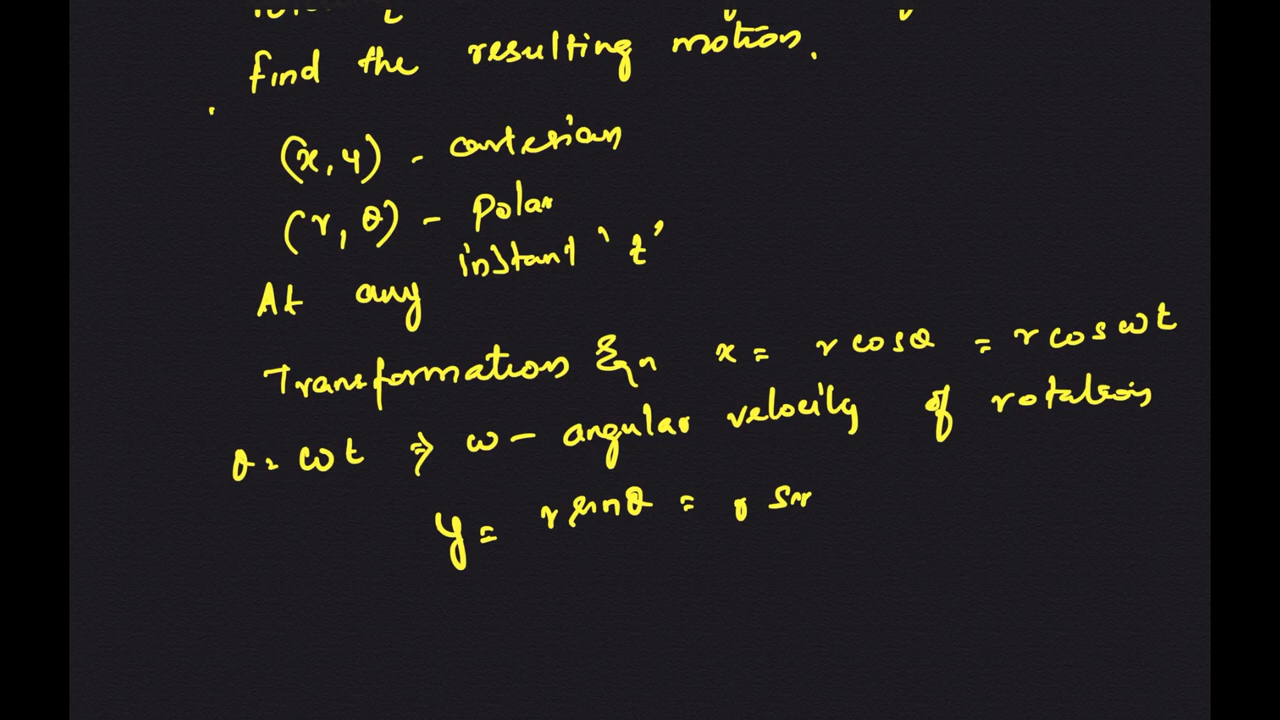 find the resulting motion.
(x, y) - cartesian
(r, θ) - Polar
At any instant 't'
Transformation Eqn x = r cosθ = r cos ωt
θ = ωt ⇒ ω - angular velocity of rotation
y = r sinθ = r